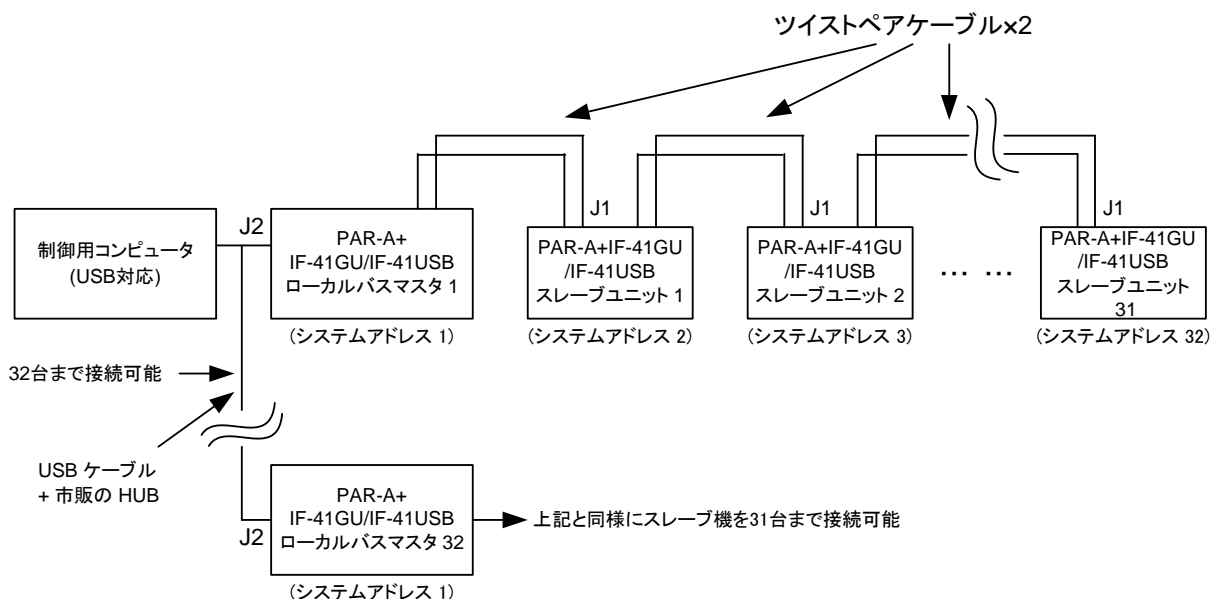 ツイストペアケーブル×2
制御用コンピュータ
(USB対応)
J2
PAR-A+
IF-41GU/IF-41USB
ローカルバスマスタ 1
(システムアドレス 1)
J1
PAR-A+IF-41GU
/IF-41USB
スレーブユニット 1
(システムアドレス 2)
J1
PAR-A+IF-41GU
/IF-41USB
スレーブユニット 2
(システムアドレス 3)
... ...
J1
PAR-A+IF-41GU
/IF-41USB
スレーブユニット
31
(システムアドレス 32)
32台まで接続可能
USB ケーブル
+ 市販の HUB
J2
PAR-A+
IF-41GU/IF-41USB
ローカルバスマスタ 32
(システムアドレス 1)
上記と同様にスレーブ機を31台まで接続可能